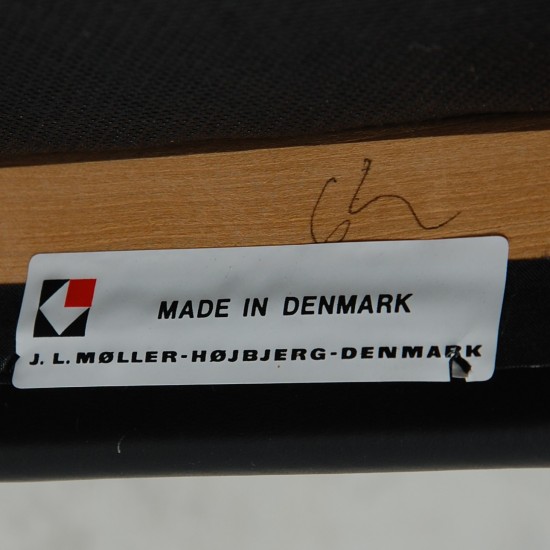 MADE IN DENMARK
J. L. MØLLER-HØJBJERG-DENMARK